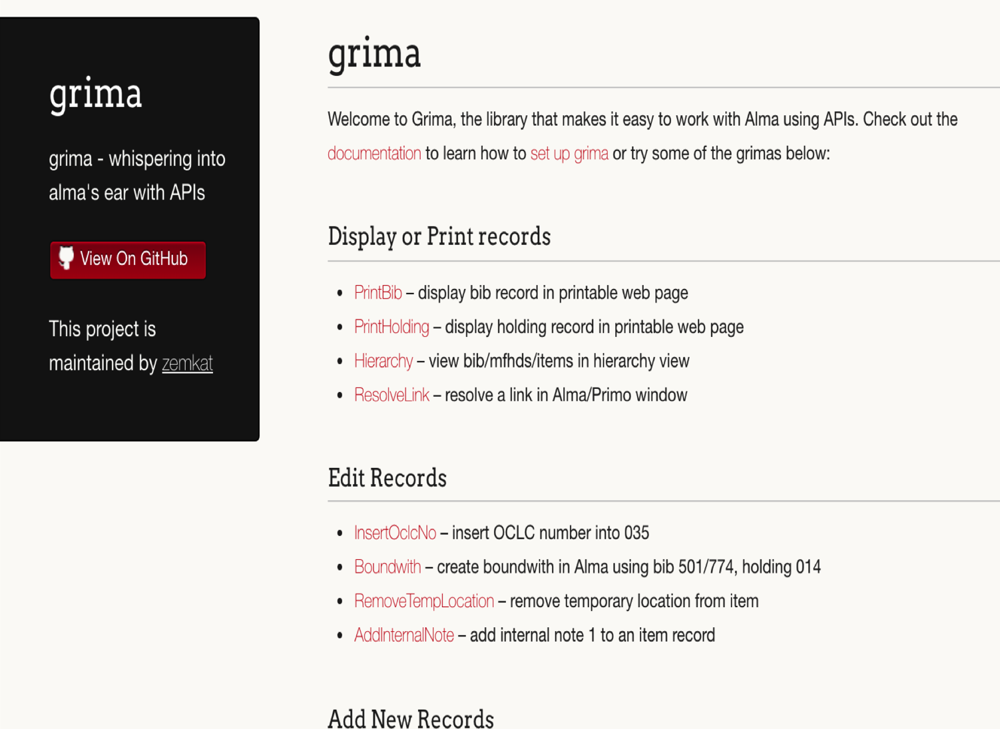 grima
grima - whispering into
alma's ear with APIs
View On GitHub
This project is
maintained by zemkat
grima
Welcome to Grima, the library that makes it easy to work with Alma using APIs. Check out the
documentation to learn how to set up grima or try some of the grimas below:
Display or Print records
• PrintBib – display bib record in printable web page
• PrintHolding – display holding record in printable web page
• Hierarchy – view bib/mfhds/items in hierarchy view
• ResolveLink – resolve a link in Alma/Primo window
Edit Records
• InsertOclcNo – insert OCLC number into 035
• Boundwith – create boundwith in Alma using bib 501/774, holding 014
• RemoveTempLocation – remove temporary location from item
• AddInternalNote – add internal note 1 to an item record
Add New Records